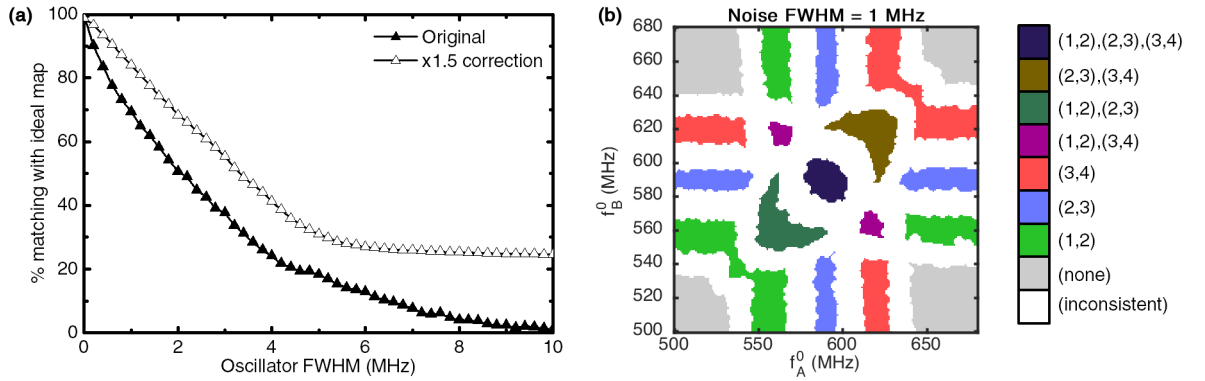 (a)
100
80
60
40
20
0
% matching with ideal map
Original
x1.5 correction
0 2 4 6 8 10
Oscillator FWHM (MHz)
(b)
Noise FWHM = 1 MHz
680
660
640
620
600
580
560
540
520
500
f_B^0 (MHz)
500 550 600 650
f_A^0 (MHz)
(1,2),(2,3),(3,4)
(2,3),(3,4)
(1,2),(2,3)
(1,2),(3,4)
(3,4)
(2,3)
(1,2)
(none)
(inconsistent)